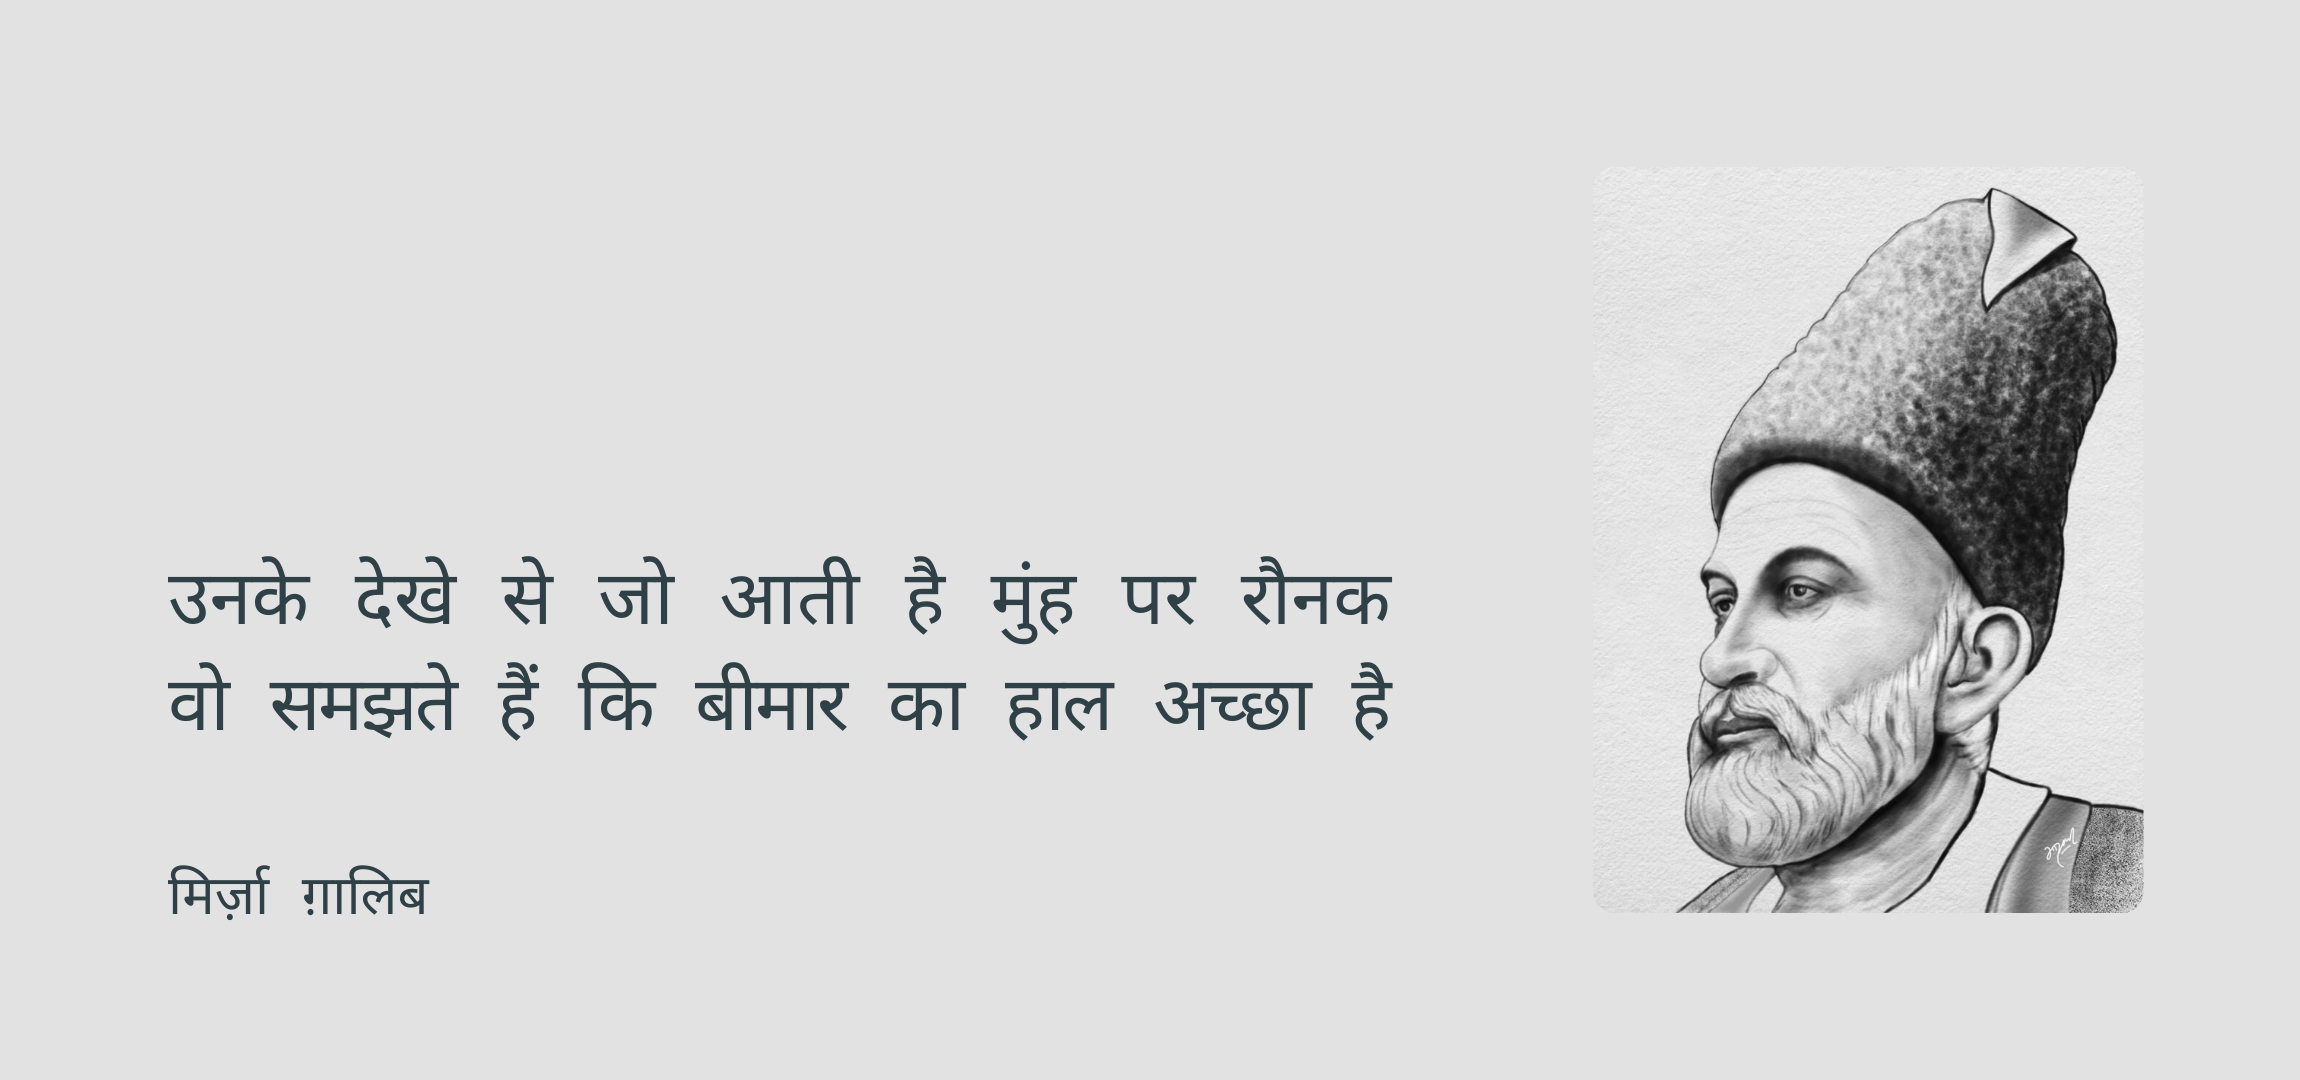 उनके देखे से जो आती है मुंह पर रौनक
वो समझते हैं कि बीमार का हाल अच्छा है
मिर्ज़ा ग़ालिब